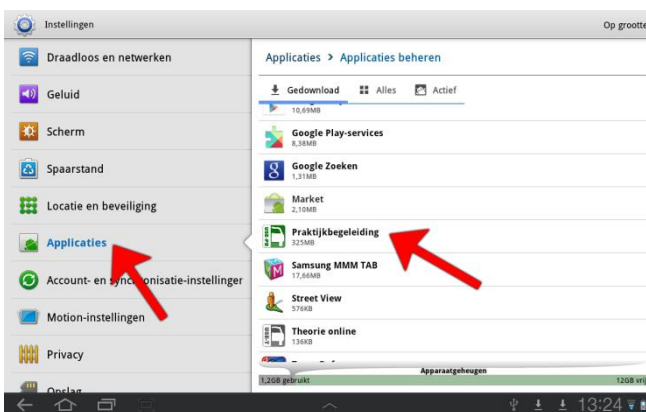 Instellingen
Op grootte
Draadloos en netwerken
Geluid
Scherm
Spaarstand
Locatie en beveiliging
Applicaties
Account- en synchronisatie-instellinger
Motion-instellingen
Privacy
Opslag
Applicaties > Applicaties beheren
Gedownload Alles Actief
10,69MB
Google Play-services
8,38MB
Google Zoeken
1,31MB
Market
2,10MB
Praktijkbegeleiding
325MB
Samsung MMM TAB
17,66MB
Street View
576KB
Theorie online
136KB
Apparaatgeheugen
1,2GB gebruikt 12GB vrij
13:24